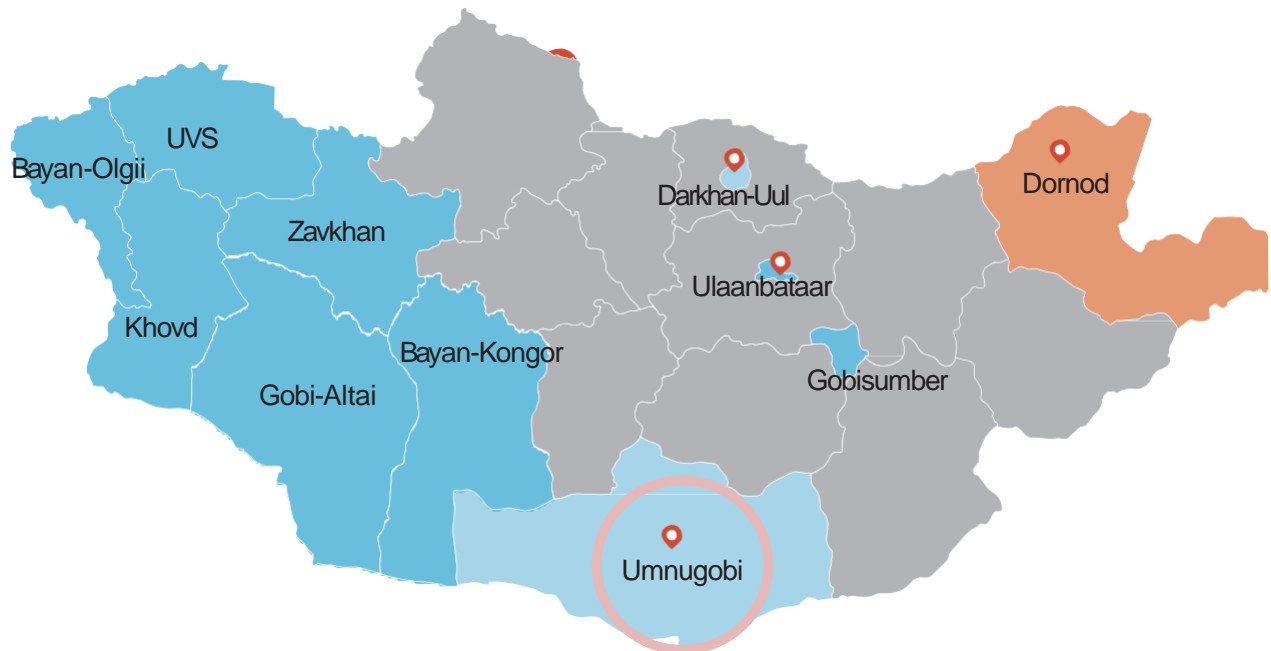 UVS
Bayan-Olgii
Darkhan-Uul
Dornod
Zavkhan
Ulaanbataar
Khovd
Bayan-Kongor
Gobisumber
Gobi-Altai
Umnugobi